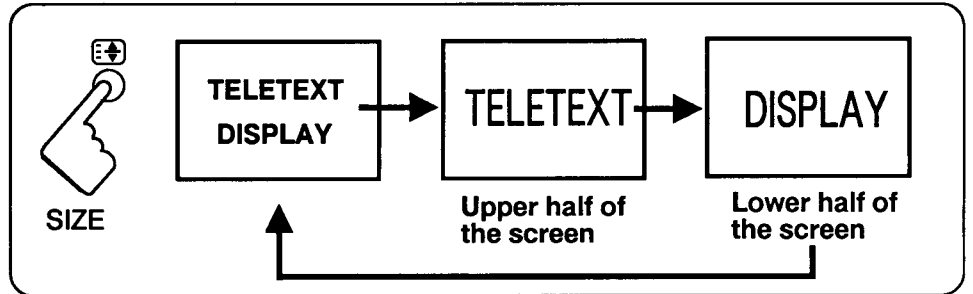 SIZE
TELETEXT
DISPLAY
TELETEXT
Upper half of
the screen
DISPLAY
Lower half of
the screen